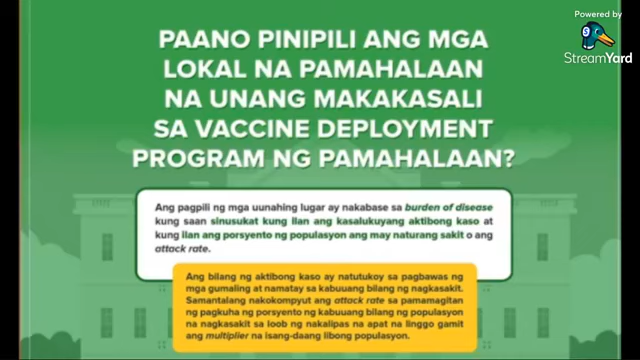 Powered by
StreamYard
PAANO PINIPILI ANG MGA
LOKAL NA PAMAHALAAN
NA UNANG MAKAKASALI
SA VACCINE DEPLOYMENT
PROGRAM NG PAMAHALAAN?
Ang pagpili ng mga uunahing lugar ay nakabase sa burden of disease
kung saan sinusukat kung ilan ang kasalukuyang aktibong kaso at
kung ilan ang porsyento ng populasyon ang may naturang sakit o ang
attack rate.
Ang bilang ng aktibong kaso ay natutukoy sa pagbawas ng
mga gumaling at namatay sa kabuuang bilang ng nagkasakit.
Samantalang nakokompyut ang attack rate sa pamamagitan
ng pagkuha ng porsyento ng kabuuang bilang ng populasyon
na nagkasakit sa loob ng nakalipas na apat na linggo gamit
ang multiplier na isang-daang libong populasyon.